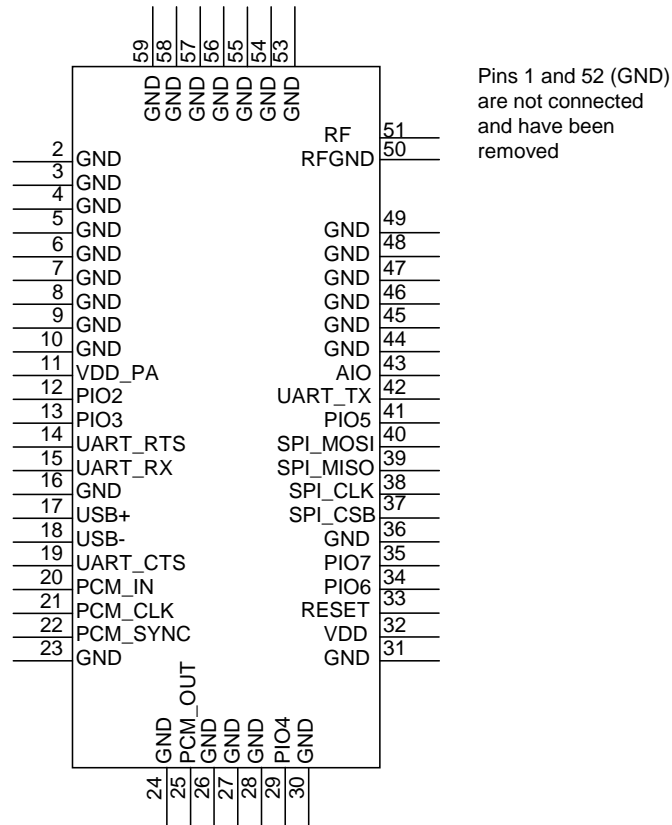 59 58 57 56 55 54 53
GND GND GND GND GND GND GND
Pins 1 and 52 (GND)
are not connected
and have been
removed
RF 51
RFGND 50
2 GND
3 GND
4 GND
5 GND
6 GND
7 GND
8 GND
9 GND
10 GND
11 VDD_PA
12 PIO2
13 PIO3
14 UART_RTS
15 UART_RX
16 GND
17 USB+
18 USB-
19 UART_CTS
20 PCM_IN
21 PCM_CLK
22 PCM_SYNC
23 GND
GND 49
GND 48
GND 47
GND 46
GND 45
GND 44
AIO 43
UART_TX 42
PIO5 41
SPI_MOSI 40
SPI_MISO 39
SPI_CLK 38
SPI_CSB 37
GND 36
PIO7 35
PIO6 34
RESET 33
VDD 32
GND 31
GND PCM_OUT GND GND GND PIO4 GND
24 25 26 27 28 29 30